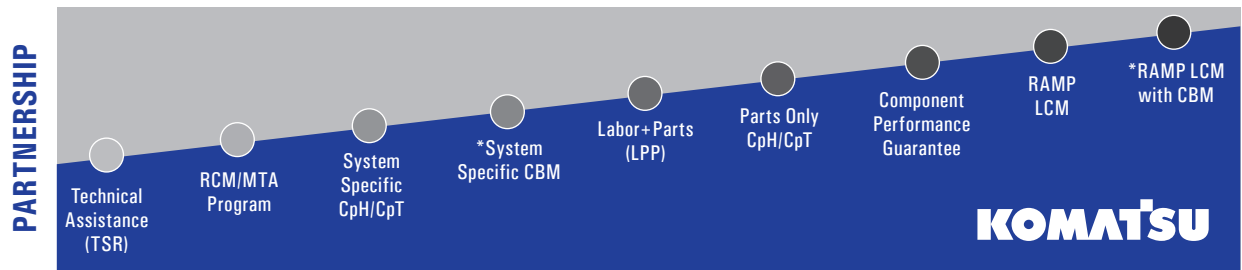 PARTNERSHIP
Technical
Assistance
(TSR)
RCM/MTA
Program
System
Specific
CpH/CpT
*System
Specific CBM
Labor+Parts
(LPP)
Parts Only
CpH/CpT
Component
Performance
Guarantee
RAMP
LCM
*RAMP LCM
with CBM
KOMATSU